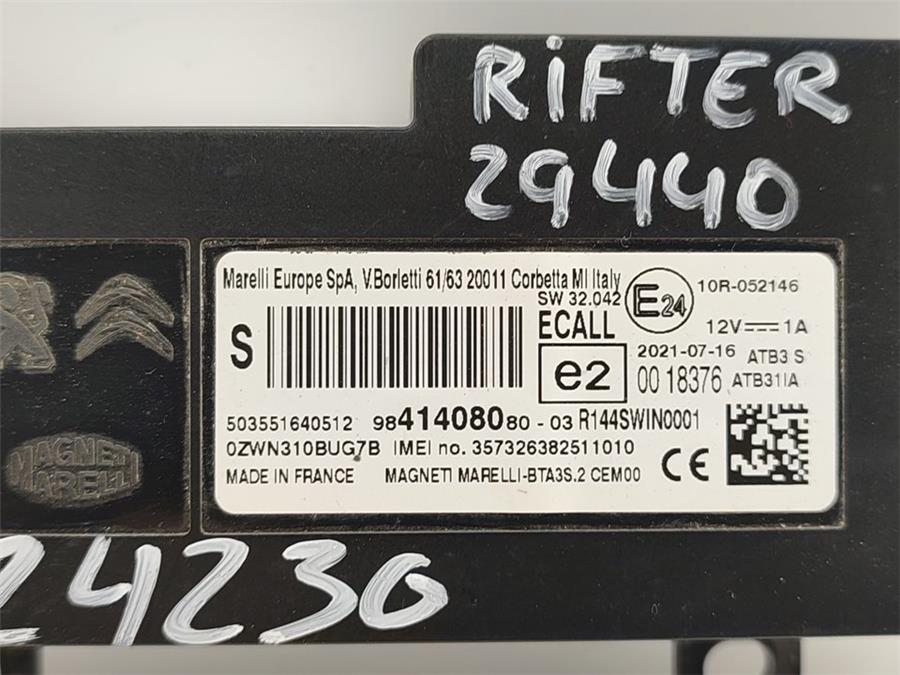 RiFTER
29440
Marelli Europe SpA, V.Borletti 61/63 20011 Corbetta MI Italy
SW 32.042
E24
10R-052146
S
ECALL
12V⎓1A
e2
2021-07-16 ATB3 S
00 18376 ATB31IA
503551640512 9841408080-03 R144SWIN0001
0ZWN310BUG7B IMEI no. 357326382511010
MADE IN FRANCE MAGNETI MARELLI-BTA3S.2 CEM00
CE
MAGNETI
MARELLI
24236